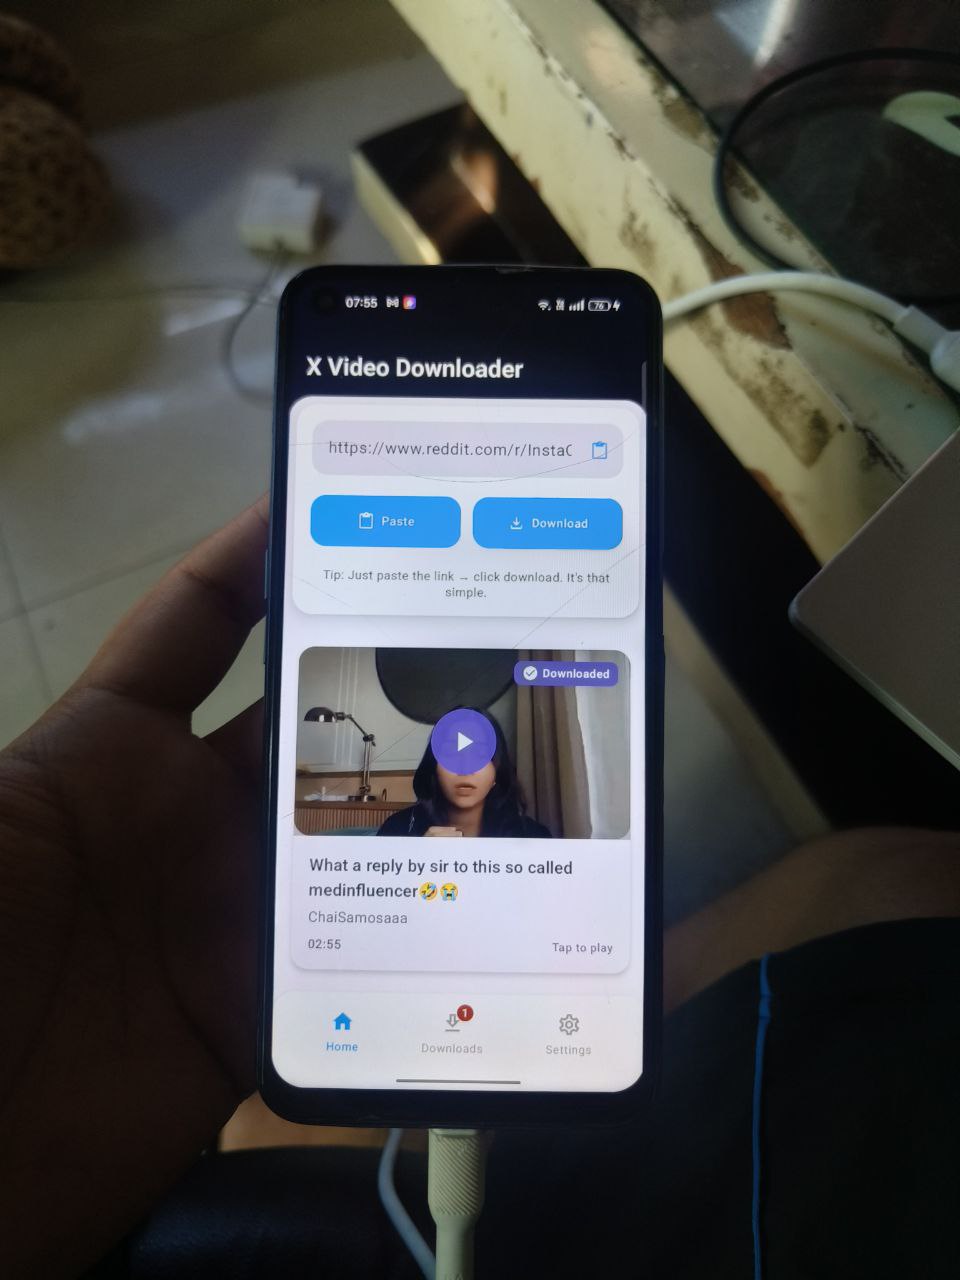 07:55
76
X Video Downloader
https://www.reddit.com/r/Insta
Paste
Download
Tip: Just paste the link → click download. It's that
simple.
Downloaded
What a reply by sir to this so called
medinfluencer🤣😭
ChaiSamosaaa
02:55
Tap to play
1
Home
Downloads
Settings